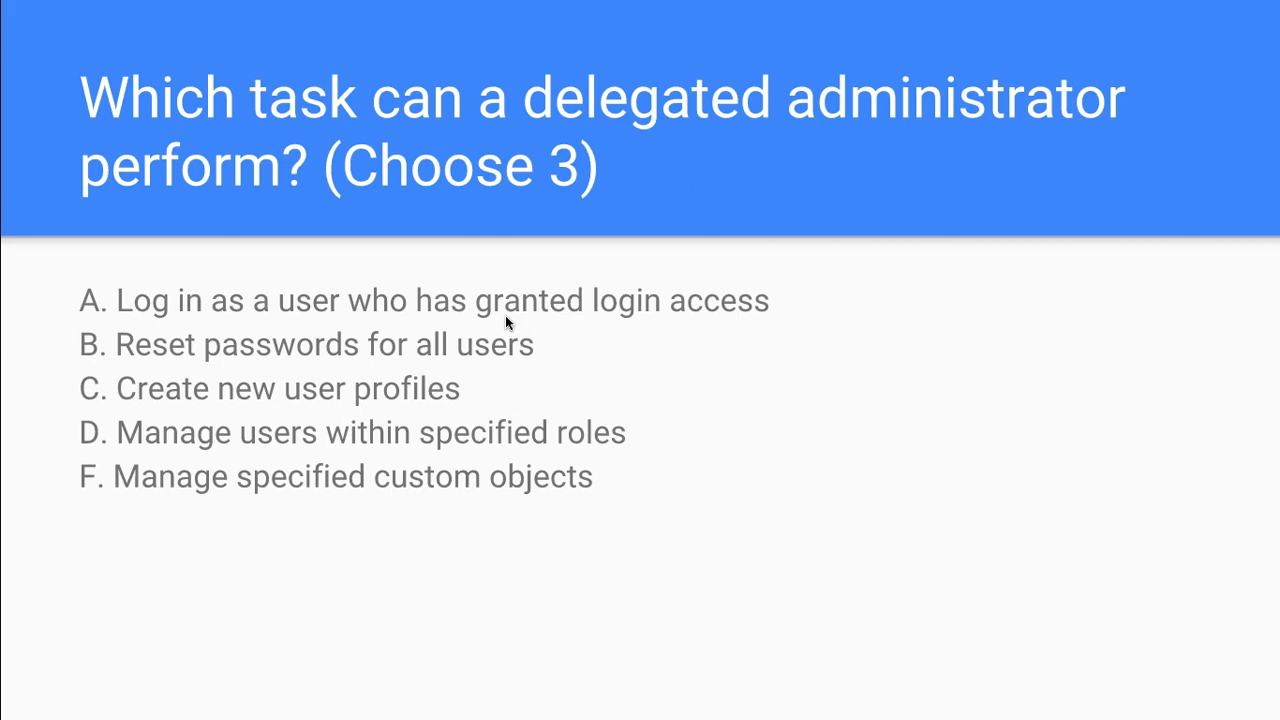 Which task can a delegated administrator
perform? (Choose 3)
A. Log in as a user who has granted login access
B. Reset passwords for all users
C. Create new user profiles
D. Manage users within specified roles
F. Manage specified custom objects